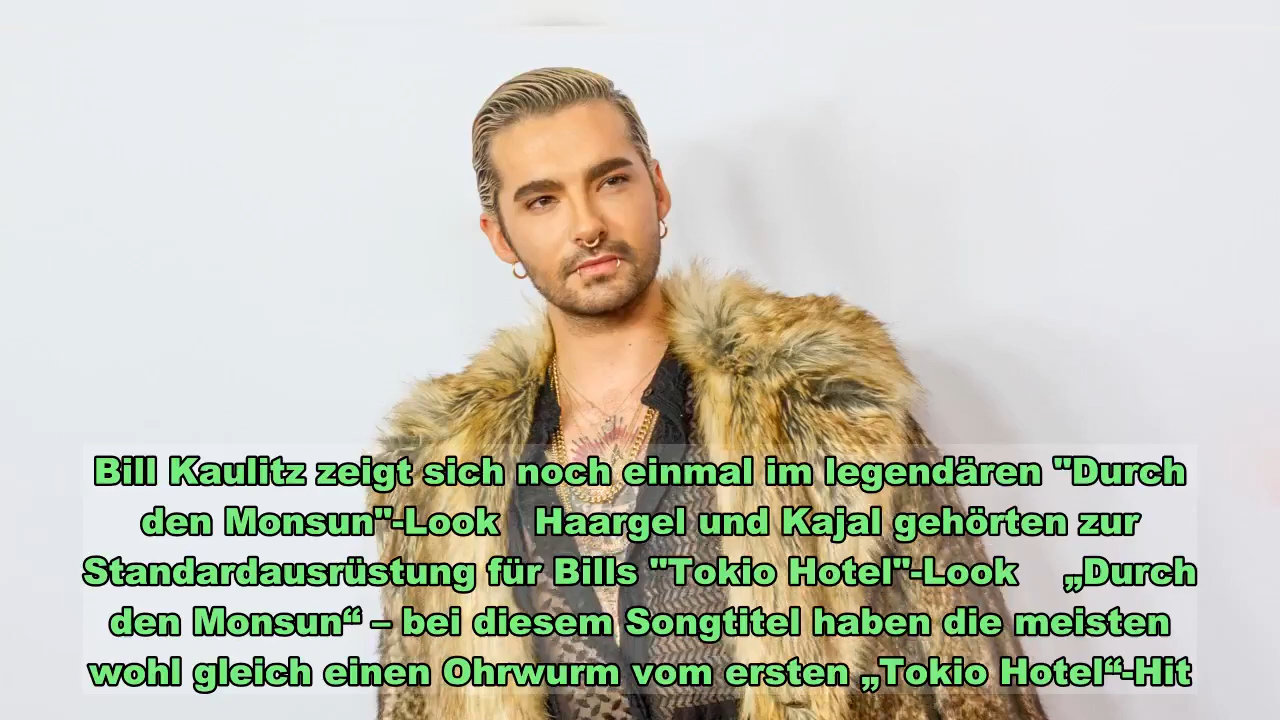 Bill Kaulitz zeigt sich noch einmal im legendären "Durch
den Monsun"-Look   Haargel und Kajal gehörten zur
Standardausrüstung für Bills "Tokio Hotel"-Look    „Durch
den Monsun“ – bei diesem Songtitel haben die meisten
wohl gleich einen Ohrwurm vom ersten „Tokio Hotel“-Hit